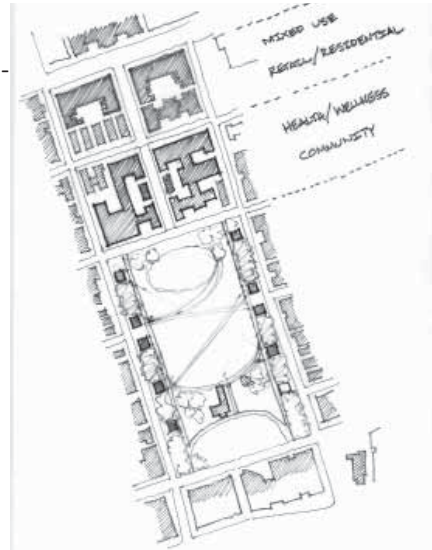 MIXED USE
RETAIL/RESIDENTIAL
HEALTH/WELLNESS
COMMUNITY